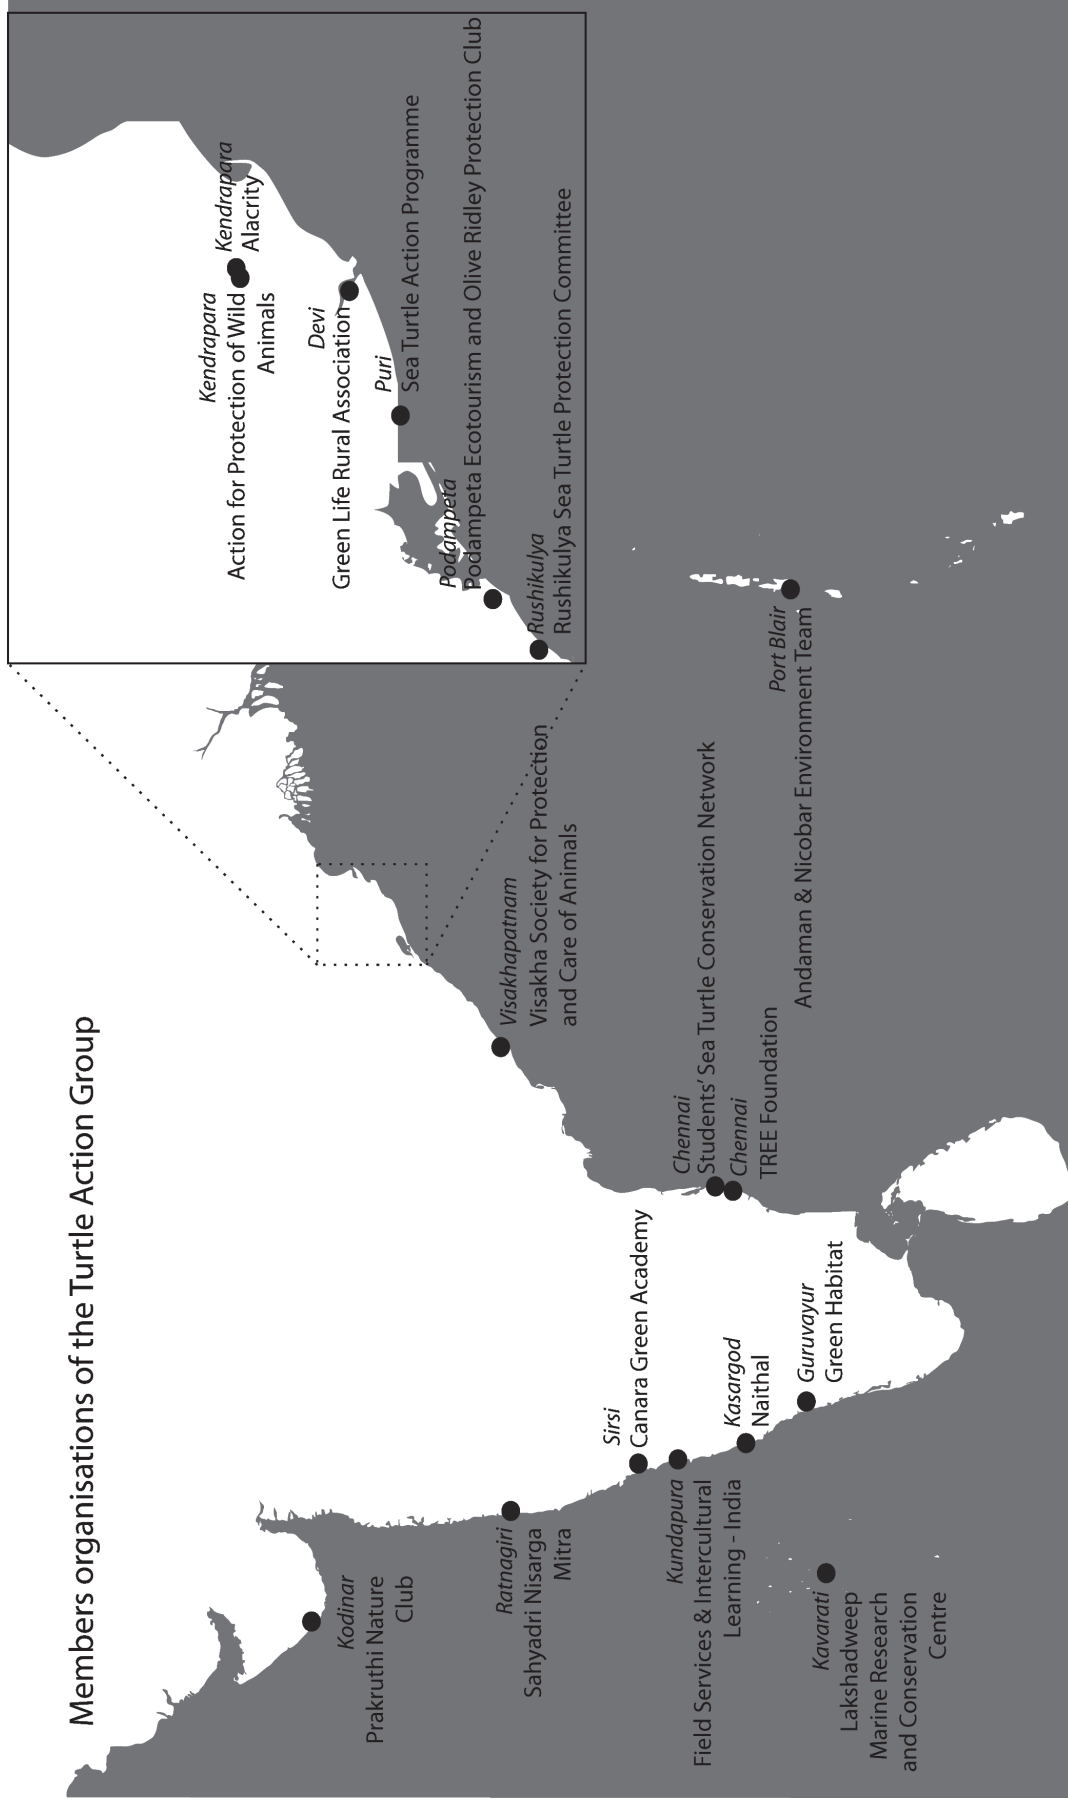 Members organisations of the Turtle Action Group
Kodinar
Prakruthi Nature
Club
Ratnagiri
Sahyadri Nisarga
Mitra
Sirsi
Canara Green Academy
Kundapura
Field Services & Intercultural
Learning - India
Kasargod
Naithal
Guruvayur
Green Habitat
Kavarati
Lakshadweep
Marine Research
and Conservation
Centre
Chennai
Students' Sea Turtle Conservation Network
Chennai
TREE Foundation
Visakhapatnam
Visakha Society for Protection
and Care of Animals
Port Blair
Andaman & Nicobar Environment Team
Kendrapara
Action for Protection of Wild
Animals
Kendrapara
Alacrity
Devi
Green Life Rural Association
Puri
Sea Turtle Action Programme
Podampeta
Podampeta Ecotourism and Olive Ridley Protection Club
Rushikulya
Rushikulya Sea Turtle Protection Committee